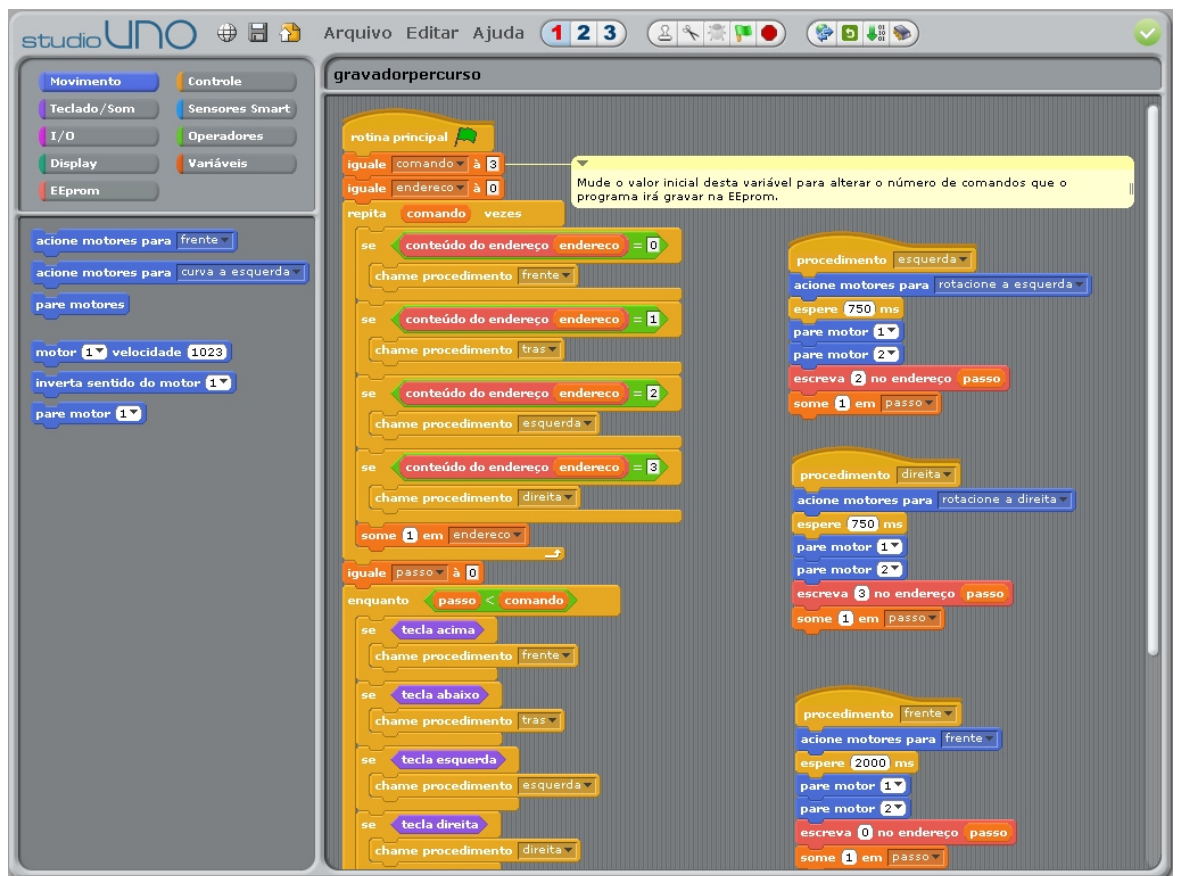 studio UNO Arquivo Editar Ajuda 1 2 3
Movimento Controle
Teclado/Som Sensores Smart
I/O Operadores
Display Variáveis
EEprom
acione motores para frente
acione motores para curva a esquerda
pare motores
motor 1 velocidade 1023
inverta sentido do motor 1
pare motor 1
gravadorpercurso
rotina principal
iguale comando à 3
iguale endereco à 0
repita comando vezes
se conteúdo do endereço endereco = 0
chame procedimento frente
se conteúdo do endereço endereco = 1
chame procedimento tras
se conteúdo do endereço endereco = 2
chame procedimento esquerda
se conteúdo do endereço endereco = 3
chame procedimento direita
some 1 em endereco
iguale passo à 0
enquanto passo < comando
se tecla acima
chame procedimento frente
se tecla abaixo
chame procedimento tras
se tecla esquerda
chame procedimento esquerda
se tecla direita
chame procedimento direita
Mude o valor inicial desta variável para alterar o número de comandos que o
programa irá gravar na EEprom.
procedimento esquerda
acione motores para rotacione a esquerda
espere 750 ms
pare motor 1
pare motor 2
escreva 2 no endereço passo
some 1 em passo
procedimento direita
acione motores para rotacione a direita
espere 750 ms
pare motor 1
pare motor 2
escreva 3 no endereço passo
some 1 em passo
procedimento frente
acione motores para frente
espere 2000 ms
pare motor 1
pare motor 2
escreva 0 no endereço passo
some 1 em passo